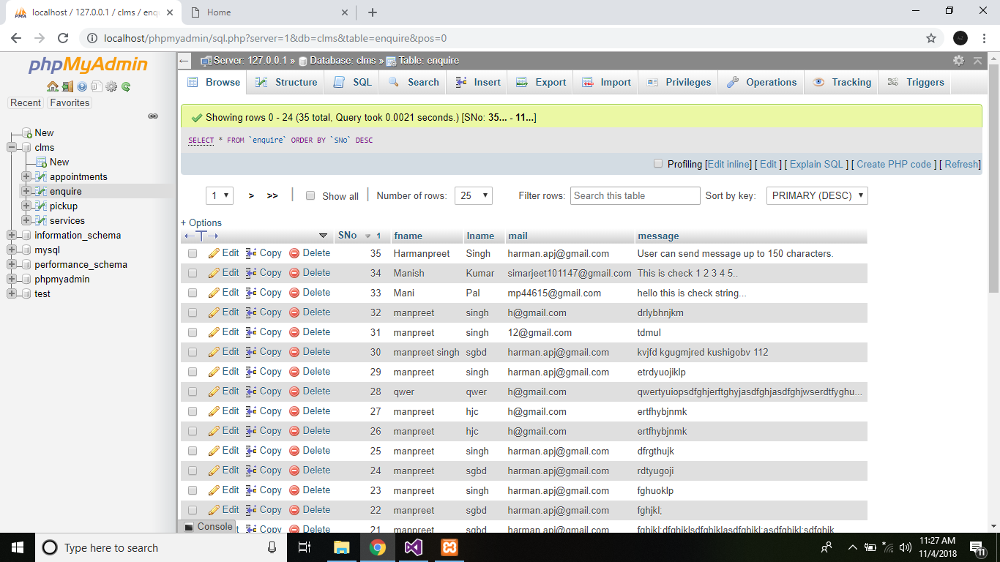 localhost / 127.0.0.1 / clms / enq
Home
localhost/phpmyadmin/sql.php?server=1&db=clms&table=enquire&pos=0
phpMyAdmin
Recent Favorites
New
clms
New
appointments
enquire
pickup
services
information_schema
mysql
performance_schema
phpmyadmin
test
Server: 127.0.0.1 » Database: clms » Table: enquire
Browse Structure SQL Search Insert Export Import Privileges Operations Tracking Triggers
Showing rows 0 - 24 (35 total, Query took 0.0021 seconds.) [SNo: 35... - 11...]
SELECT * FROM `enquire` ORDER BY `SNo` DESC
Profiling [Edit inline] [ Edit ] [ Explain SQL ] [ Create PHP code ] [ Refresh]
1 > >> Show all Number of rows: 25 Filter rows: Search this table Sort by key: PRIMARY (DESC)
+ Options
←T→ SNo 1 fname lname mail message
Edit Copy Delete 35 Harmanpreet Singh harman.apj@gmail.com User can send message up to 150 characters.
Edit Copy Delete 34 Manish Kumar simarjeet101147@gmail.com This is check 1 2 3 4 5..
Edit Copy Delete 33 Mani Pal mp44615@gmail.com hello this is check string...
Edit Copy Delete 32 manpreet singh h@gmail.com drlybhnjkm
Edit Copy Delete 31 manpreet singh 12@gmail.com tdmul
Edit Copy Delete 30 manpreet singh sgbd harman.apj@gmail.com kvjfd kgugmjred kushigobv 112
Edit Copy Delete 29 manpreet singh harman.apj@gmail.com etrdyuojiklp
Edit Copy Delete 28 qwer qwer h@gmail.com qwertyuiopsdfghjerftghyjasdfghjasdfghjwserdtfyghu...
Edit Copy Delete 27 manpreet hjc h@gmail.com ertfhybjnmk
Edit Copy Delete 26 manpreet hjc h@gmail.com ertfhybjnmk
Edit Copy Delete 25 manpreet singh harman.apj@gmail.com dfrgthujk
Edit Copy Delete 24 manpreet sgbd harman.apj@gmail.com rdtyugoji
Edit Copy Delete 23 manpreet singh harman.apj@gmail.com fghuoklp
Edit Copy Delete 22 manpreet sgbd harman.apj@gmail.com fghjkl;
Copy Delete 21 manpreet sgbd harman.apj@gmail.com
Console
Type here to search
11:27 AM
11/4/2018
11